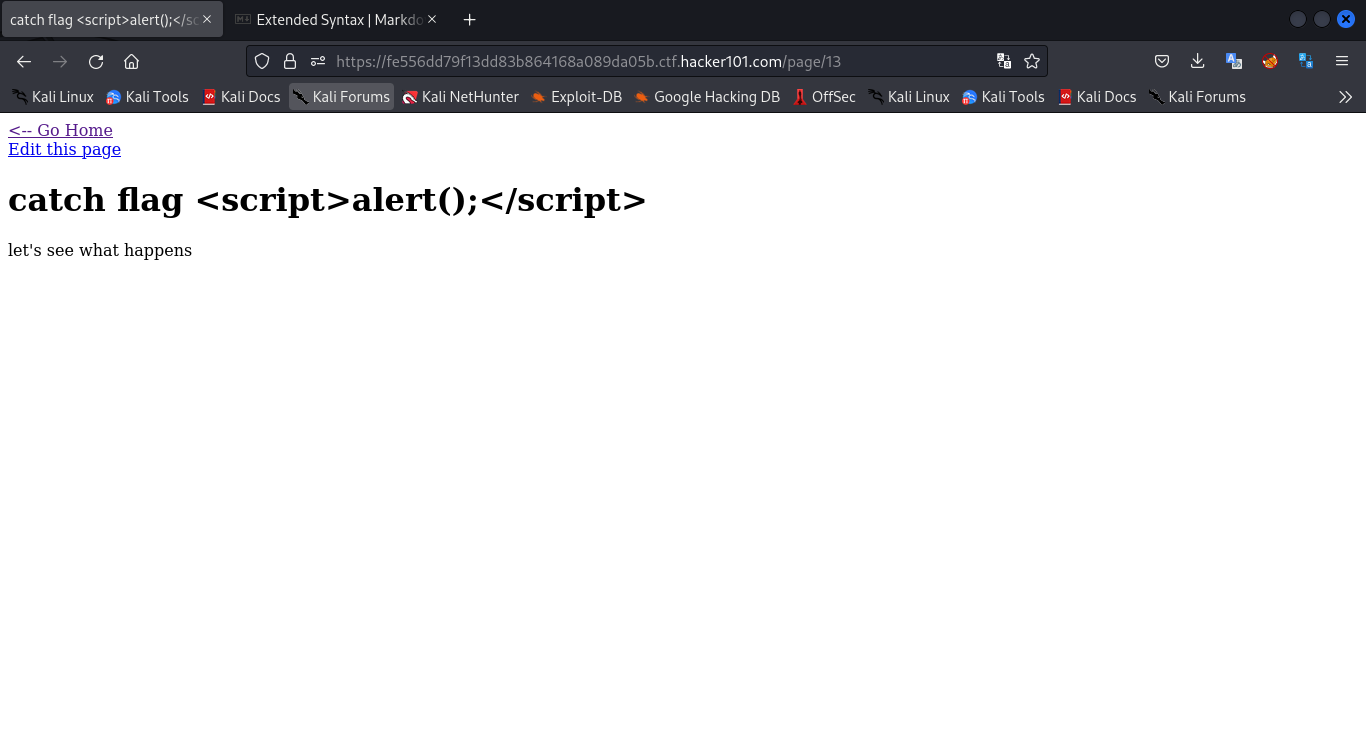 catch flag <script>alert();</sc
Extended Syntax | Markdo
https://fe556dd79f13dd83b864168a089da05b.ctf.hacker101.com/page/13
Kali Linux Kali Tools Kali Docs Kali Forums Kali NetHunter Exploit-DB Google Hacking DB OffSec Kali Linux Kali Tools Kali Docs Kali Forums
<-- Go Home
Edit this page
catch flag <script>alert();</script>
let's see what happens